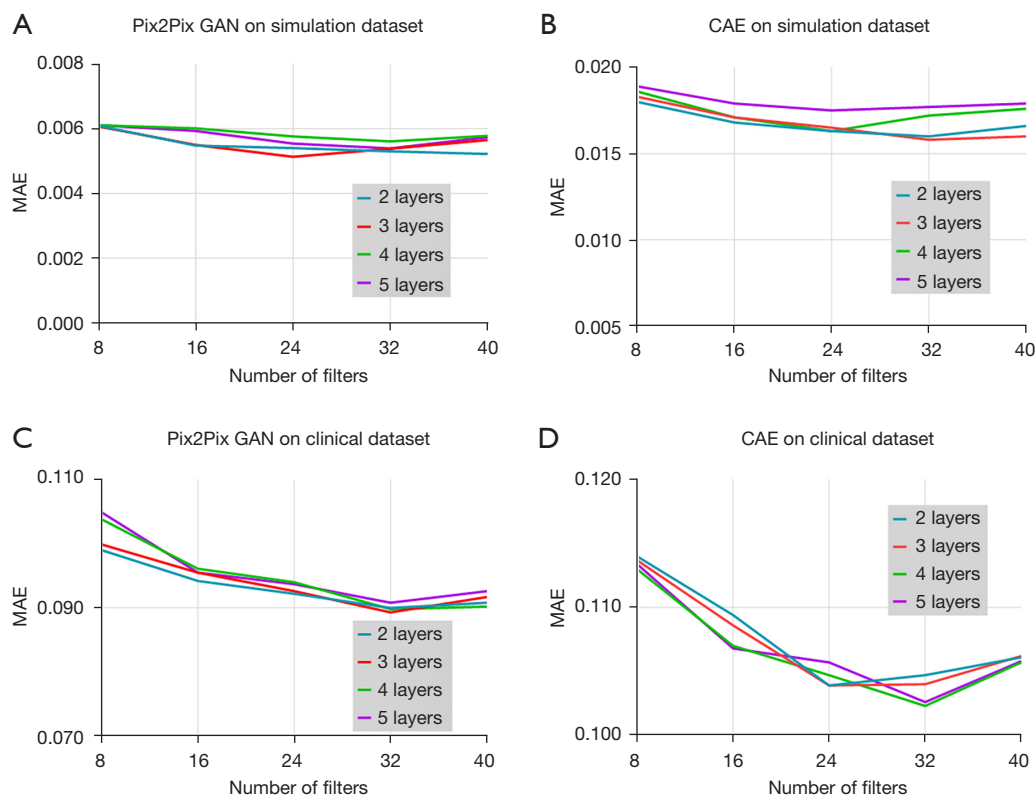 A
Pix2Pix GAN on simulation dataset
0.008
0.006
0.004
0.002
0.000
MAE
2 layers
3 layers
4 layers
5 layers
8 16 24 32 40
Number of filters
B
CAE on simulation dataset
0.020
0.015
0.010
0.005
MAE
2 layers
3 layers
4 layers
5 layers
8 16 24 32 40
Number of filters
C
Pix2Pix GAN on clinical dataset
0.110
0.090
0.070
MAE
2 layers
3 layers
4 layers
5 layers
8 16 24 32 40
Number of filters
D
CAE on clinical dataset
0.120
0.110
0.100
MAE
2 layers
3 layers
4 layers
5 layers
8 16 24 32 40
Number of filters